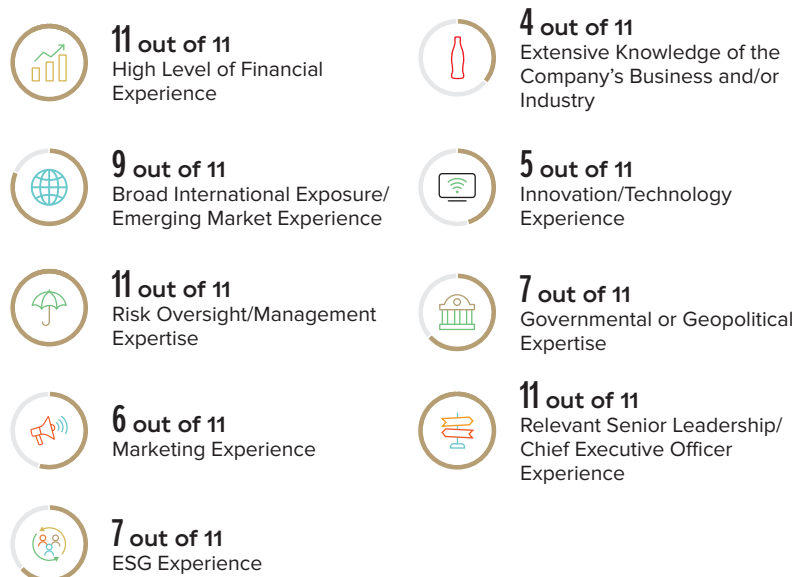 11 out of 11
High Level of Financial
Experience
4 out of 11
Extensive Knowledge of the
Company’s Business and/or
Industry
9 out of 11
Broad International Exposure/
Emerging Market Experience
5 out of 11
Innovation/Technology
Experience
11 out of 11
Risk Oversight/Management
Expertise
7 out of 11
Governmental or Geopolitical
Expertise
6 out of 11
Marketing Experience
11 out of 11
Relevant Senior Leadership/
Chief Executive Officer
Experience
7 out of 11
ESG Experience